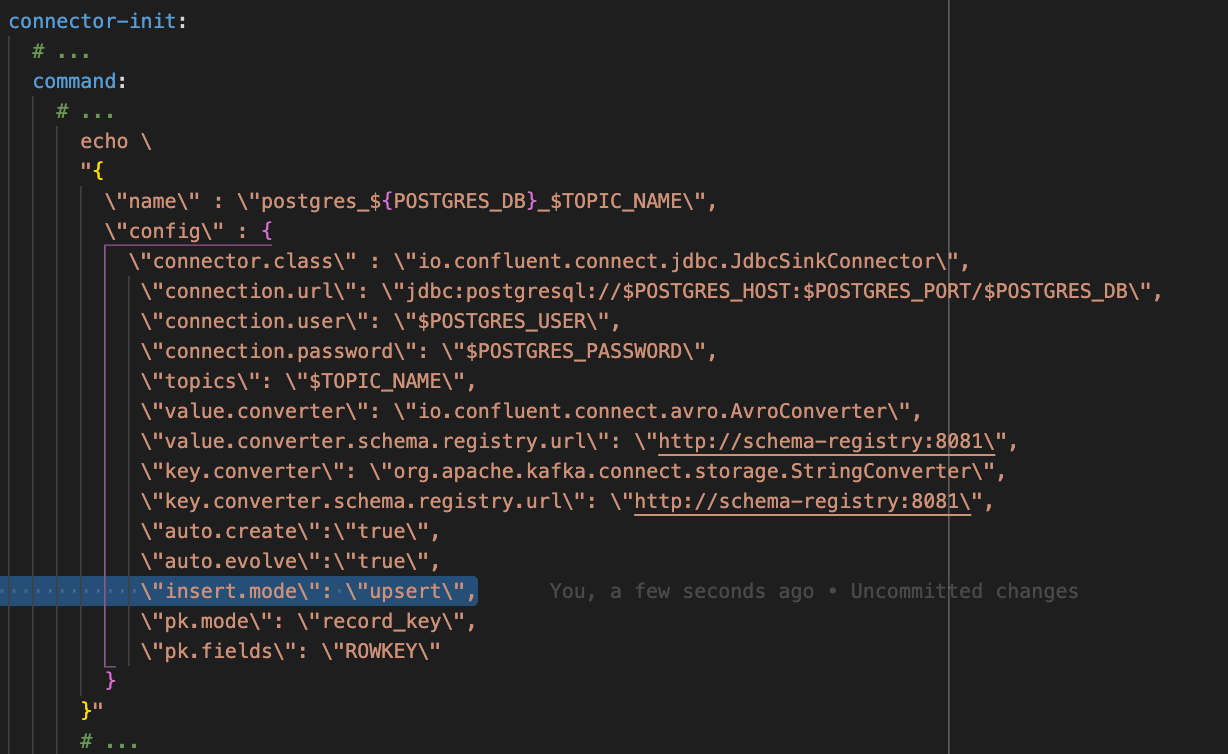 connector-init:
# ...
command:
# ...
echo \
"{
\"name\" : \"postgres_${POSTGRES_DB}_$TOPIC_NAME\",
\"config\" : {
\"connector.class\" : \"io.confluent.connect.jdbc.JdbcSinkConnector\",
\"connection.url\": \"jdbc:postgresql://$POSTGRES_HOST:$POSTGRES_PORT/$POSTGRES_DB\",
\"connection.user\": \"$POSTGRES_USER\",
\"connection.password\": \"$POSTGRES_PASSWORD\",
\"topics\": \"$TOPIC_NAME\",
\"value.converter\": \"io.confluent.connect.avro.AvroConverter\",
\"value.converter.schema.registry.url\": \"http://schema-registry:8081\",
\"key.converter\": \"org.apache.kafka.connect.storage.StringConverter\",
\"key.converter.schema.registry.url\": \"http://schema-registry:8081\",
\"auto.create\":\"true\",
\"auto.evolve\":\"true\",
\"insert.mode\": \"upsert\", You, a few seconds ago • Uncommitted changes
\"pk.mode\": \"record_key\",
\"pk.fields\": \"ROWKEY\"
}
}"
# ...